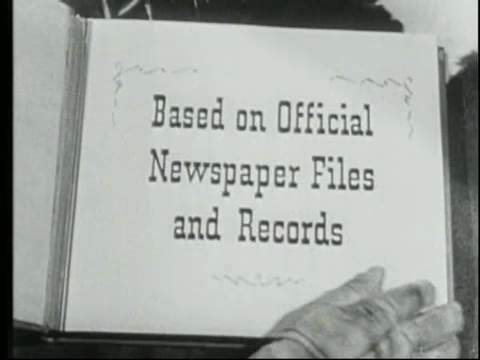 Based on Official
Newspaper Files
and Records